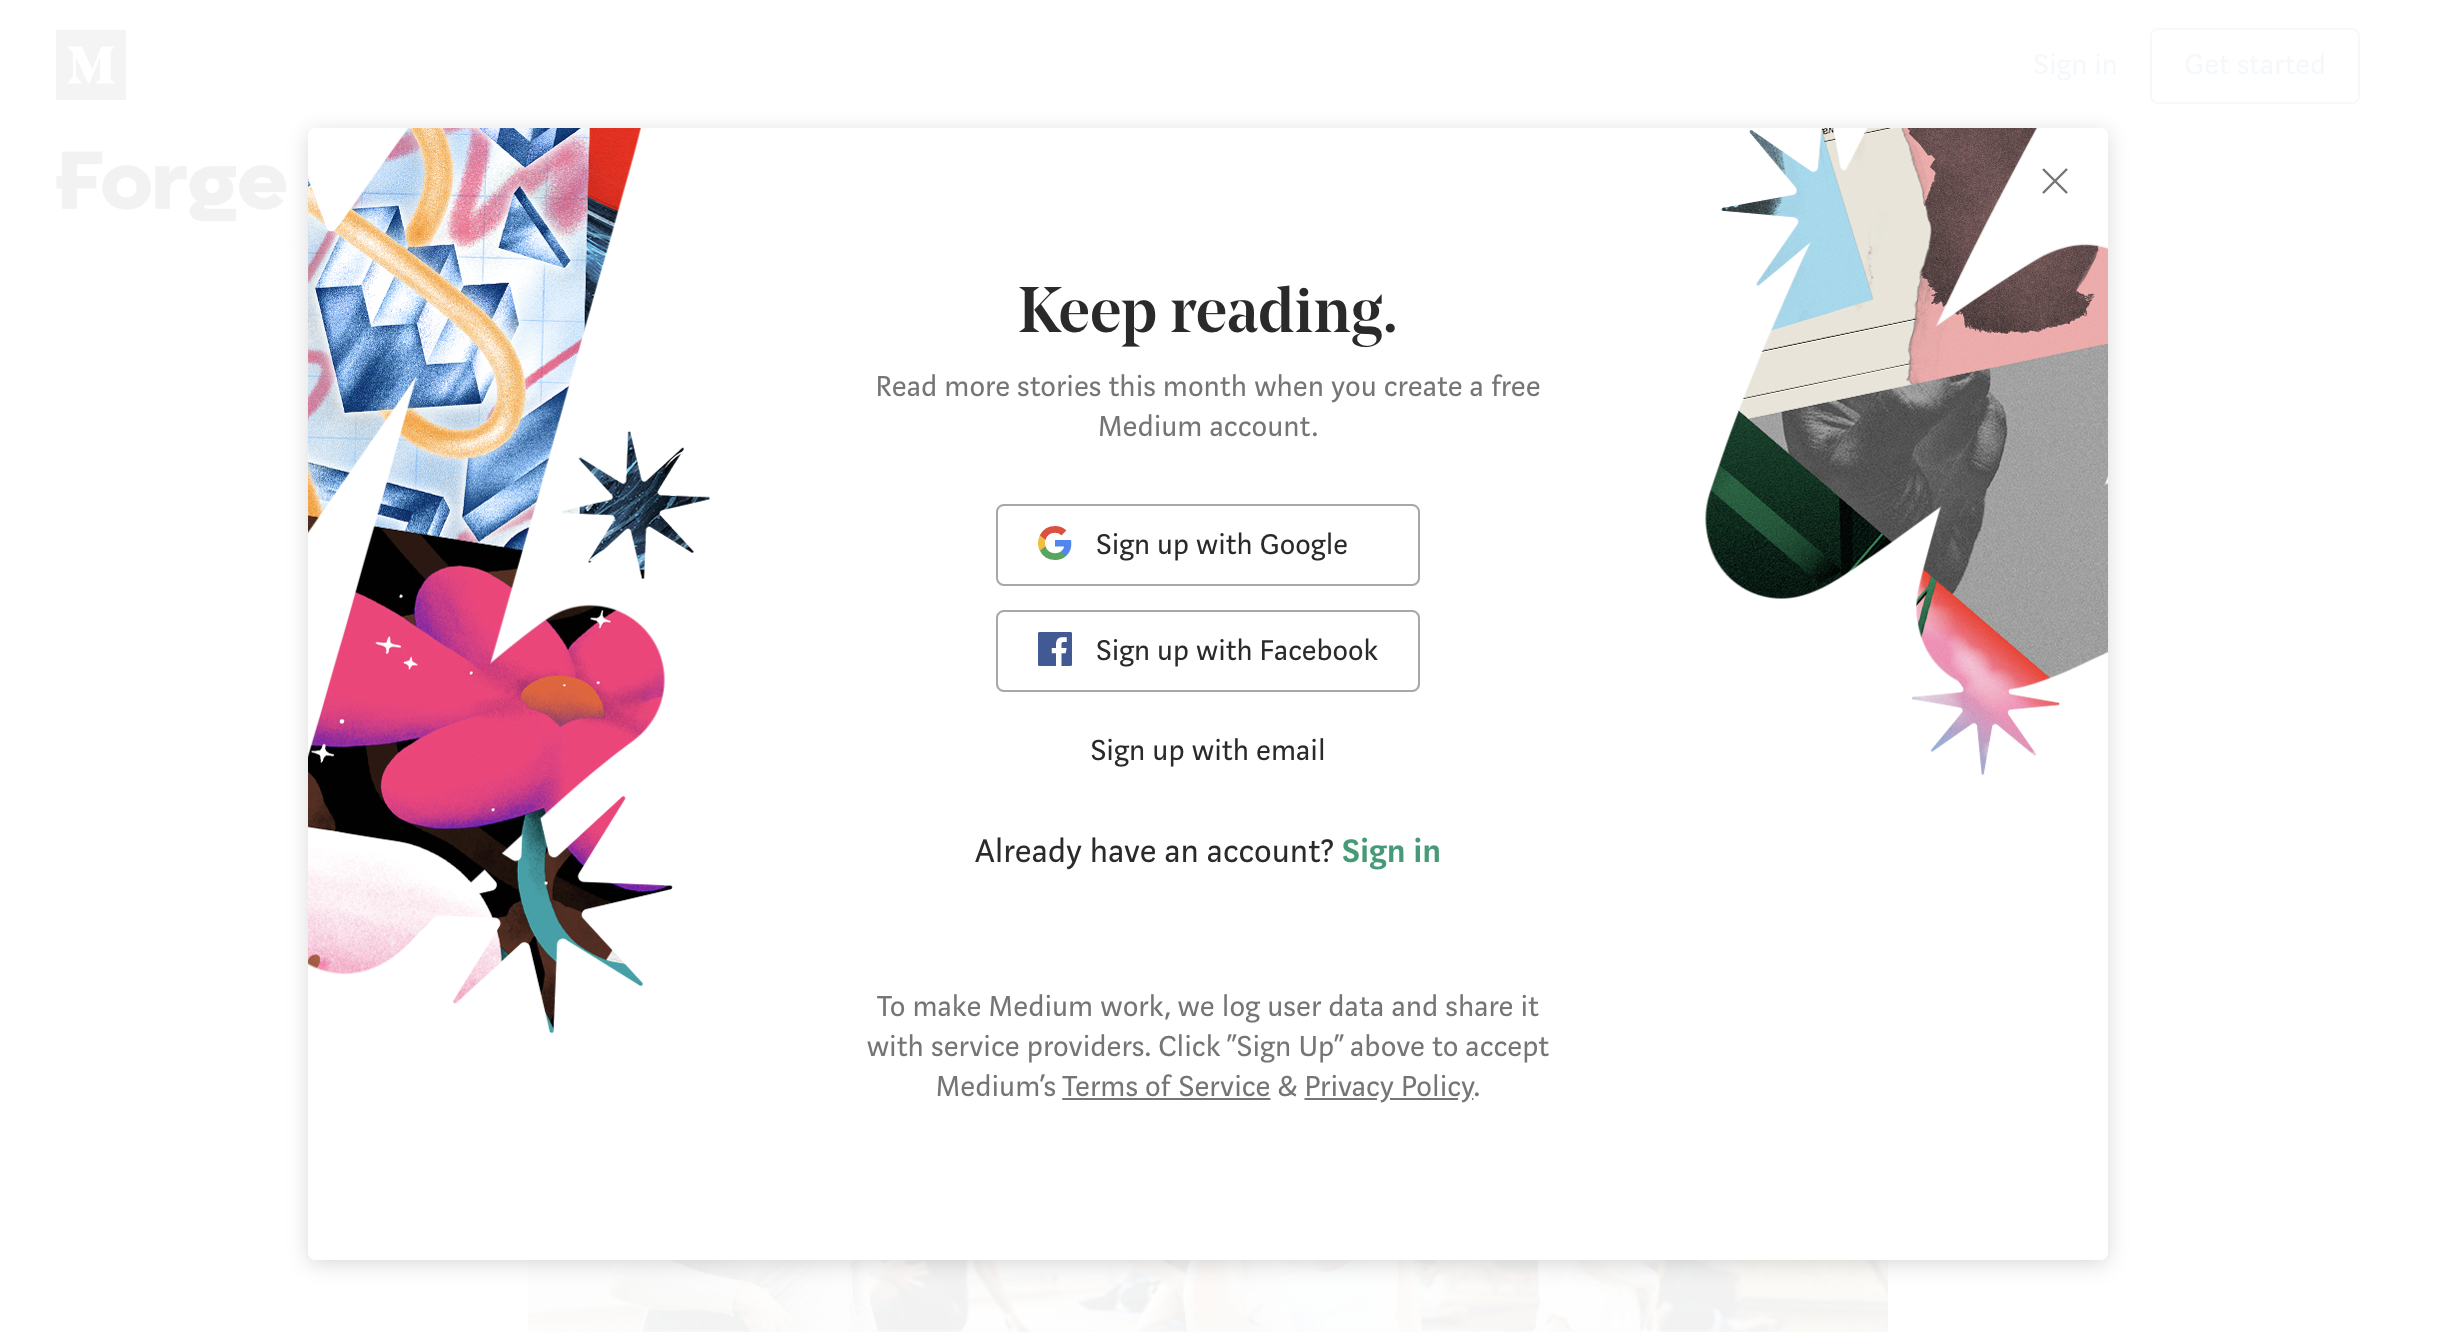 M
Sign in
Get started
Forge
Keep reading.
Read more stories this month when you create a free
Medium account.
Sign up with Google
Sign up with Facebook
Sign up with email
Already have an account? Sign in
To make Medium work, we log user data and share it
with service providers. Click ”Sign Up” above to accept
Medium’s Terms of Service & Privacy Policy.